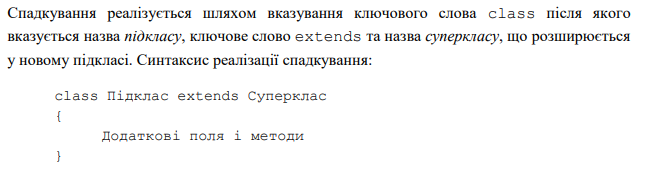 Спадкування реалізується шляхом вказування ключового слова class після якого
вказується назва підкласу, ключове слово extends та назва суперкласу, що розширюється
у новому підкласі. Синтаксис реалізації спадкування:
class Підклас extends Суперклас
{
Додаткові поля і методи
}